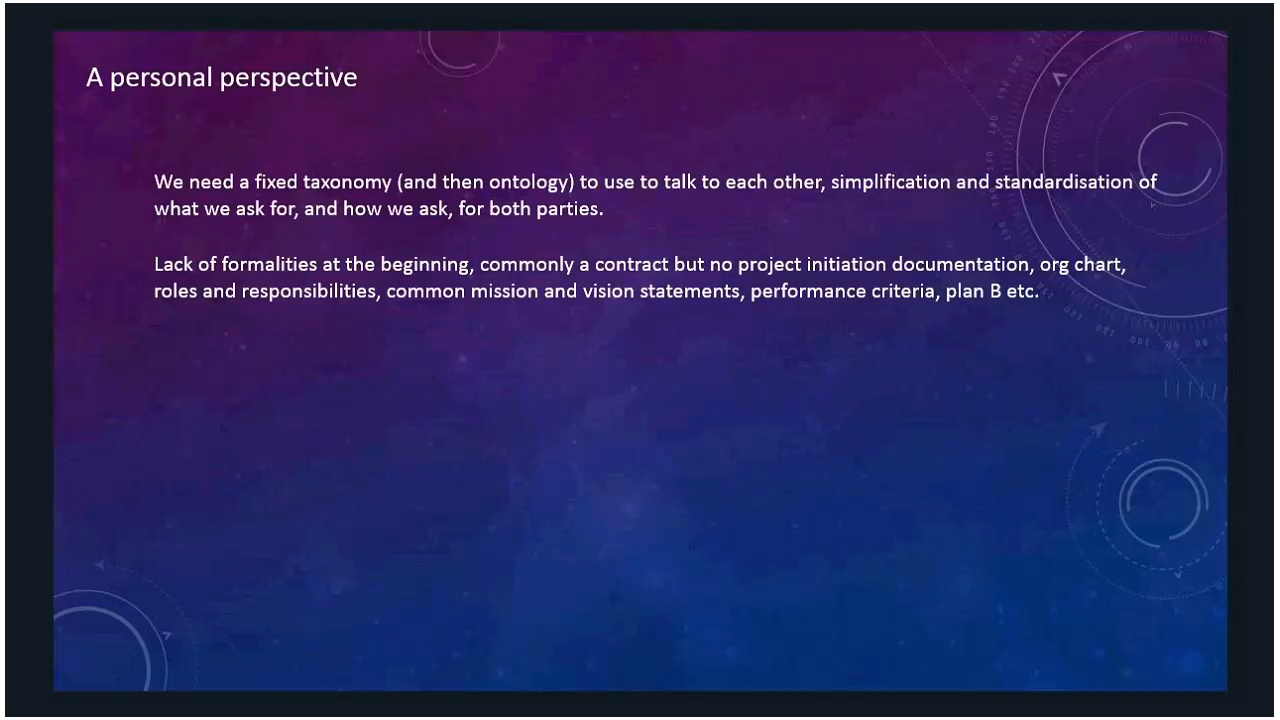 A personal perspective
We need a fixed taxonomy (and then ontology) to use to talk to each other, simplification and standardisation of
what we ask for, and how we ask, for both parties.
Lack of formalities at the beginning, commonly a contract but no project initiation documentation, org chart,
roles and responsibilities, common mission and vision statements, performance criteria, plan B etc.